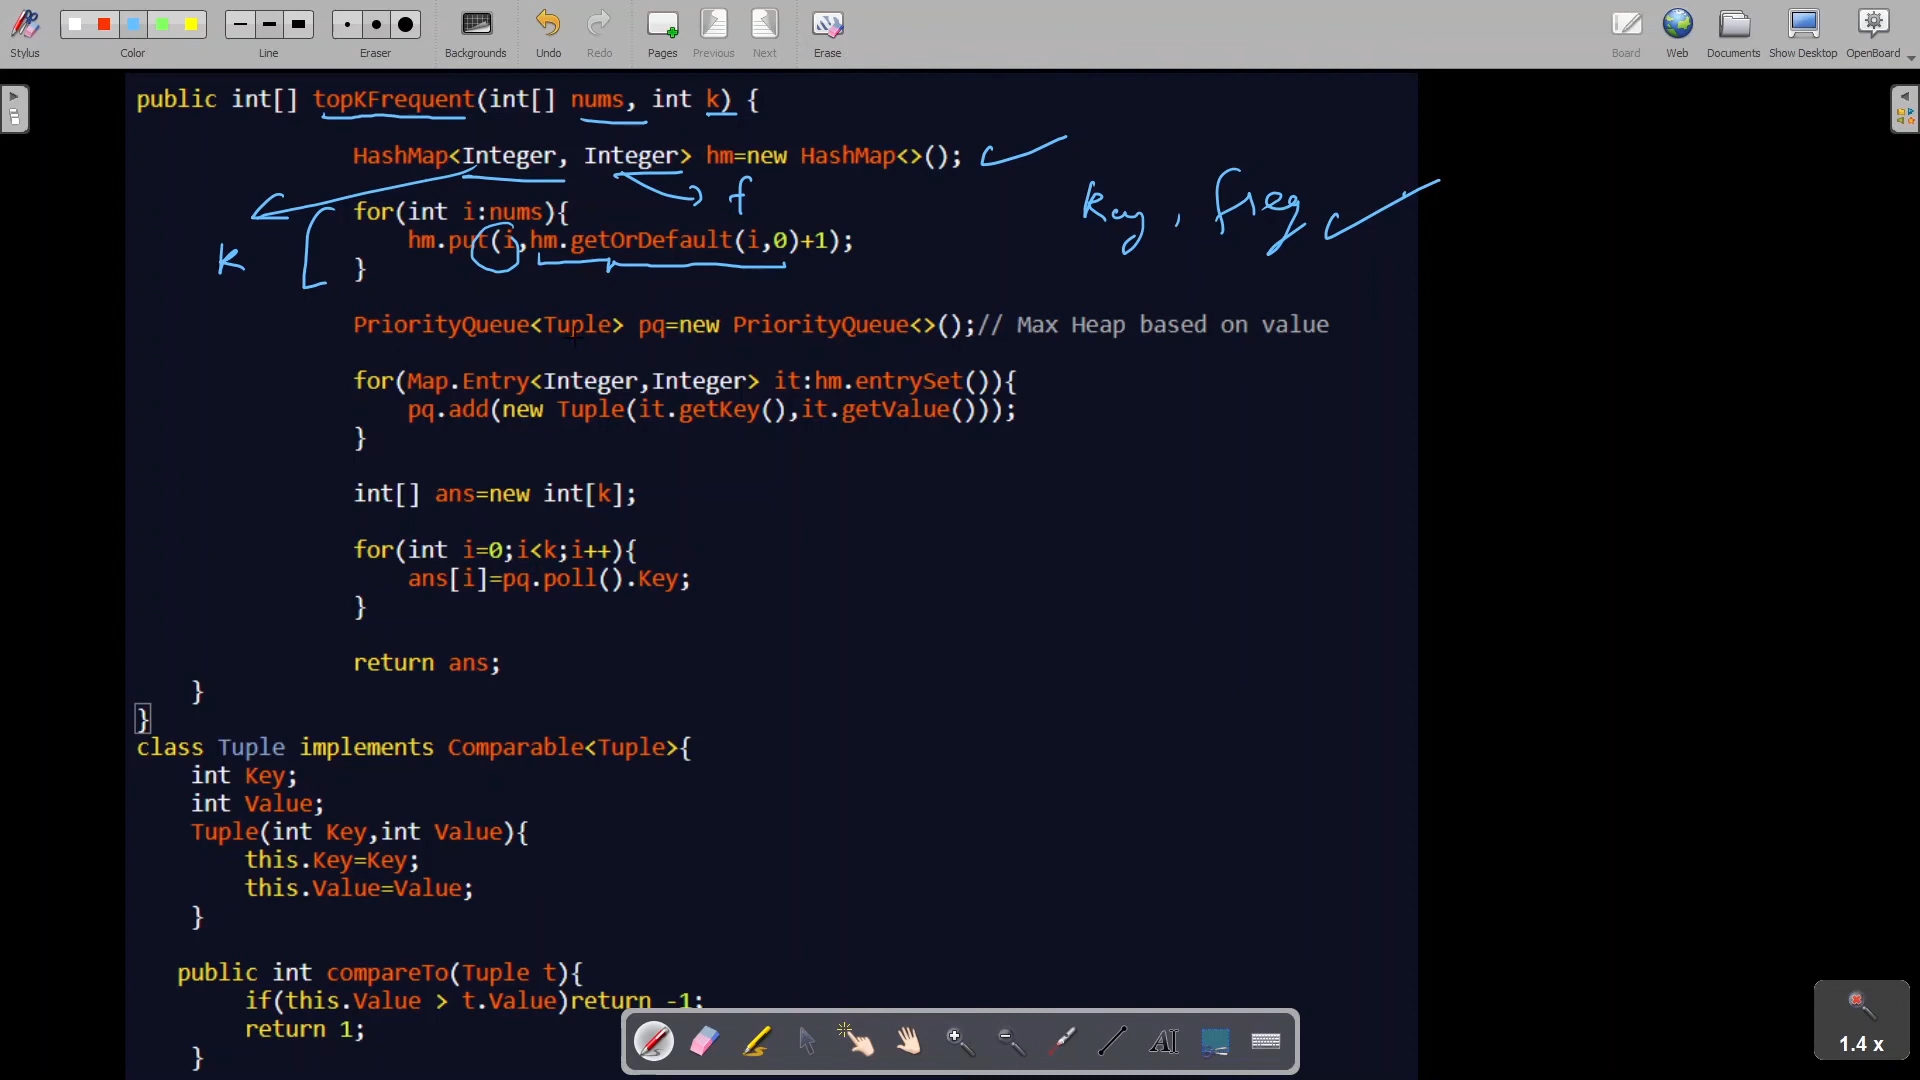 Stylus Color Line Eraser Backgrounds Undo Redo Pages Previous Next Erase Board Web Documents Show Desktop OpenBoard
public int[] topKFrequent(int[] nums, int k) {
HashMap<Integer, Integer> hm=new HashMap<>();
f
key, freq
for(int i:nums){
hm.put(i,hm.getOrDefault(i,0)+1);
k
}
PriorityQueue<Tuple> pq=new PriorityQueue<>();// Max Heap based on value
for(Map.Entry<Integer,Integer> it:hm.entrySet()){
pq.add(new Tuple(it.getKey(),it.getValue()));
}
int[] ans=new int[k];
for(int i=0;i<k;i++){
ans[i]=pq.poll().Key;
}
return ans;
}
}
class Tuple implements Comparable<Tuple>{
int Key;
int Value;
Tuple(int Key,int Value){
this.Key=Key;
this.Value=Value;
}
public int compareTo(Tuple t){
if(this.Value > t.Value)return -1;
return 1;
}
AI
1.4 x